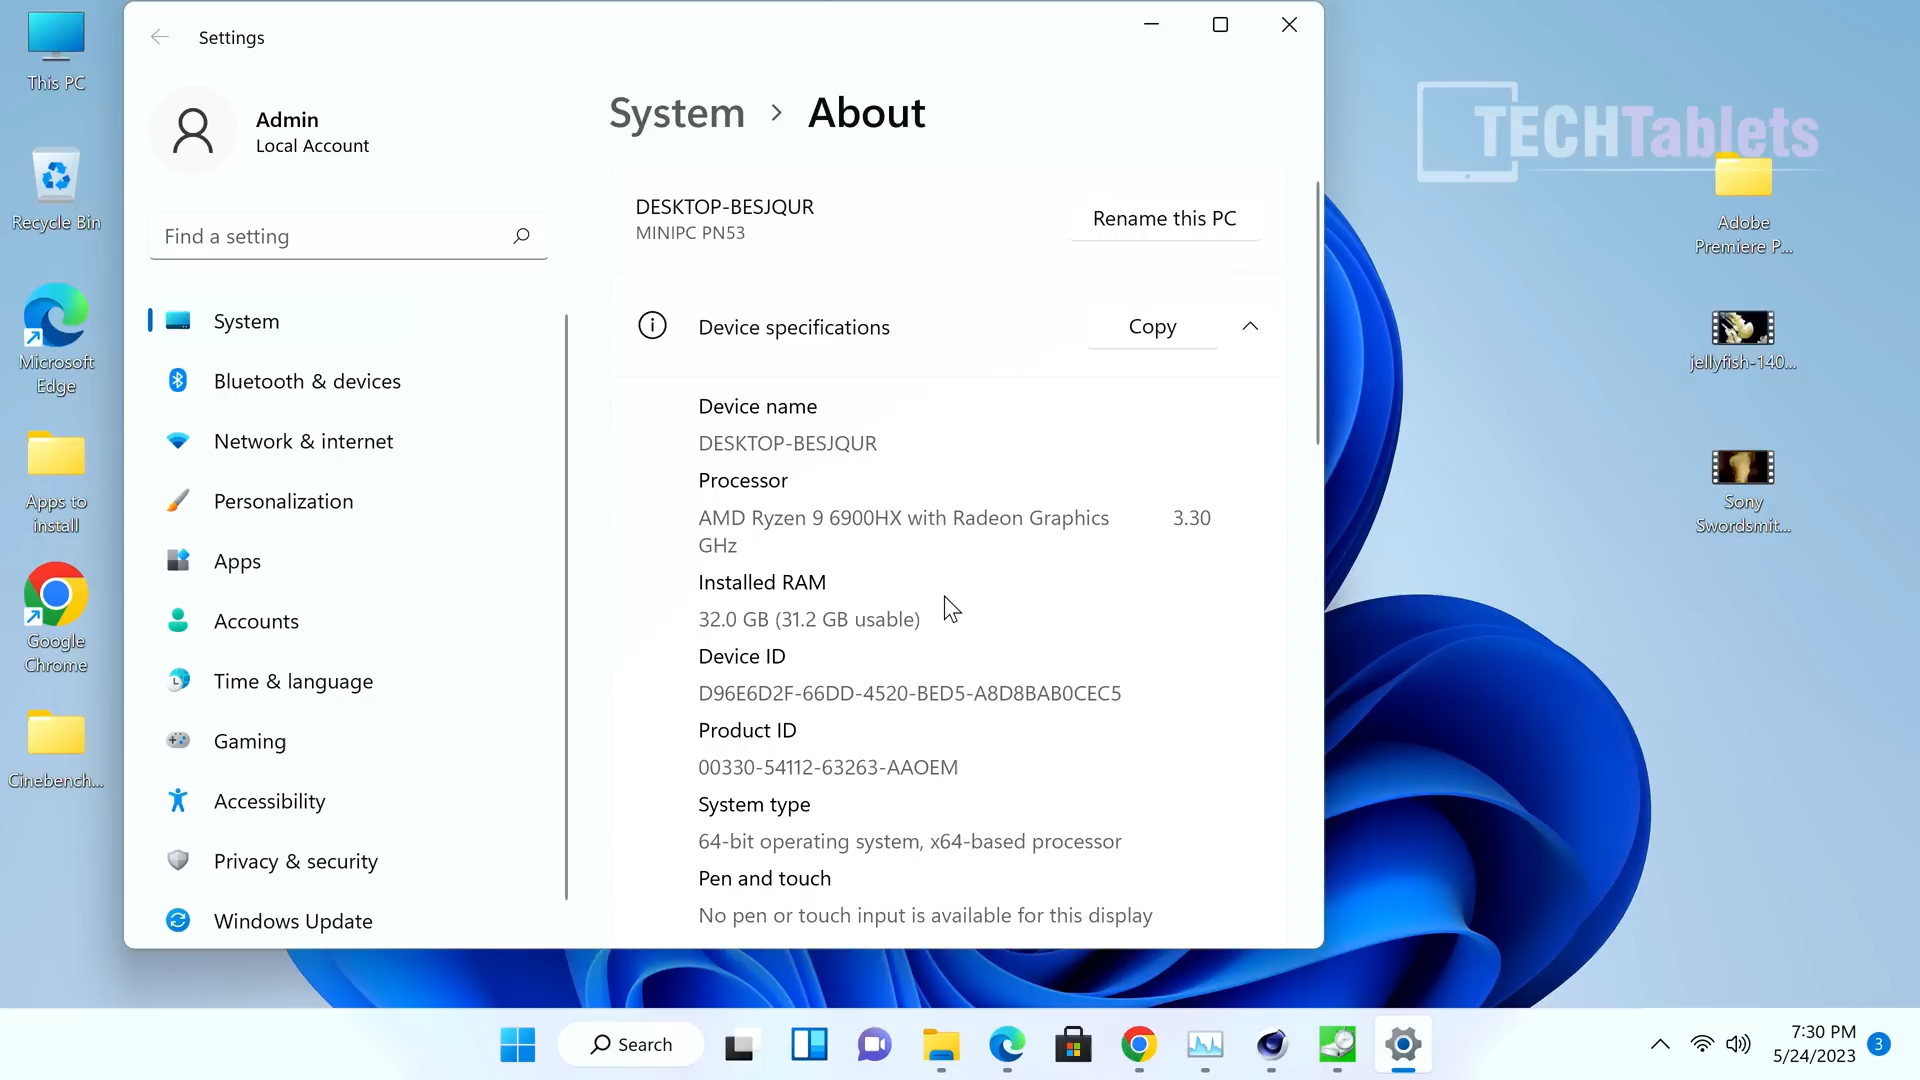 Settings
Admin
Local Account
Find a setting
System
Bluetooth & devices
Network & internet
Personalization
Apps
Accounts
Time & language
Gaming
Accessibility
Privacy & security
Windows Update
System > About
DESKTOP-BESJQUR
MINIPC PN53
Rename this PC
Device specifications
Copy
Device name
DESKTOP-BESJQUR
Processor
AMD Ryzen 9 6900HX with Radeon Graphics 3.30
GHz
Installed RAM
32.0 GB (31.2 GB usable)
Device ID
D96E6D2F-66DD-4520-BED5-A8D8BAB0CEC5
Product ID
00330-54112-63263-AAOEM
System type
64-bit operating system, x64-based processor
Pen and touch
No pen or touch input is available for this display
This PC
Recycle Bin
Microsoft
Edge
Apps to
install
Google
Chrome
Cinebench...
TECHTablets
Adobe
Premiere P...
jellyfish-140...
Sony
Swordsmit...
Search
7:30 PM
5/24/2023
3